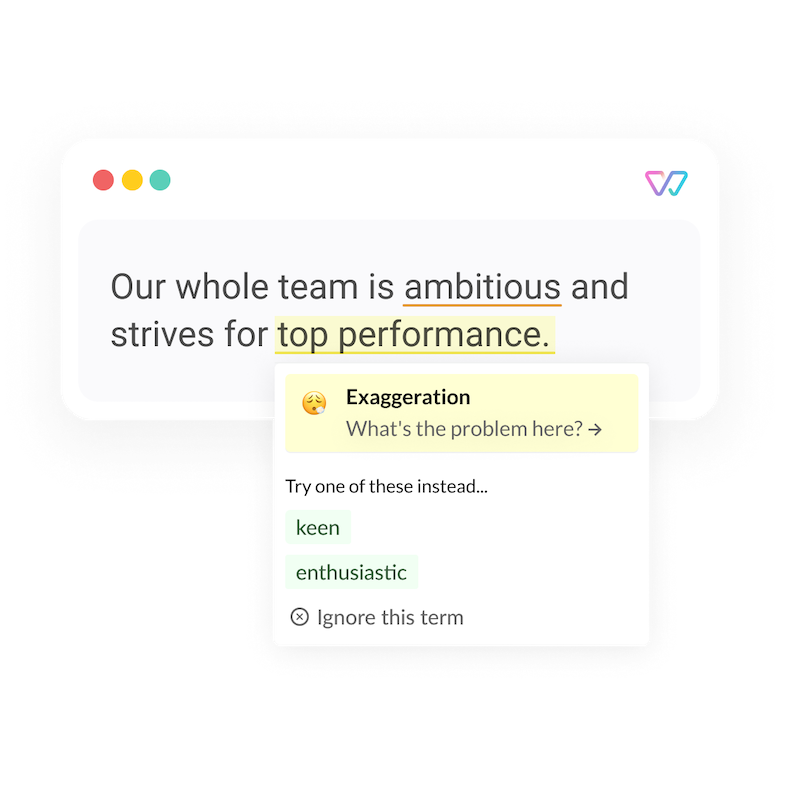 Our whole team is ambitious and
strives for top performance.
Exaggeration
What's the problem here? →
Try one of these instead...
keen
enthusiastic
Ignore this term